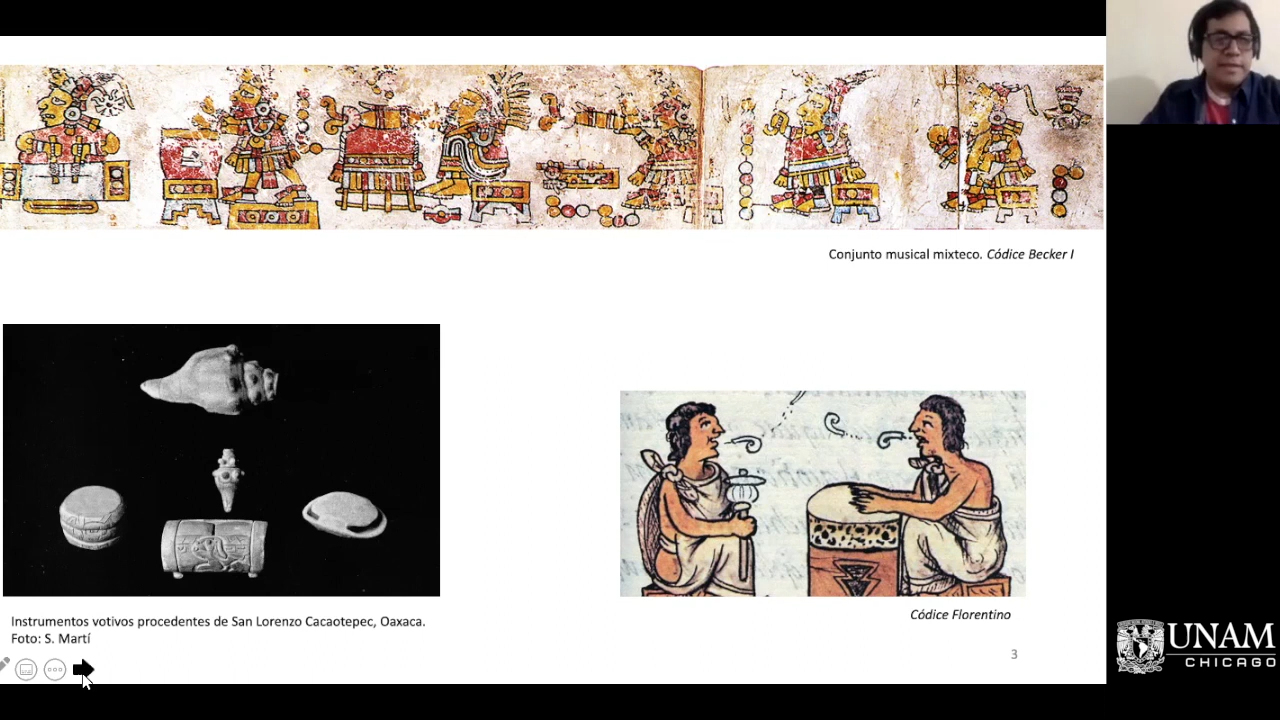 Conjunto musical mixteco. Códice Becker I
Instrumentos votivos procedentes de San Lorenzo Cacaotepec, Oaxaca.
Foto: S. Martí
Códice Florentino
3
UNAM
CHICAGO